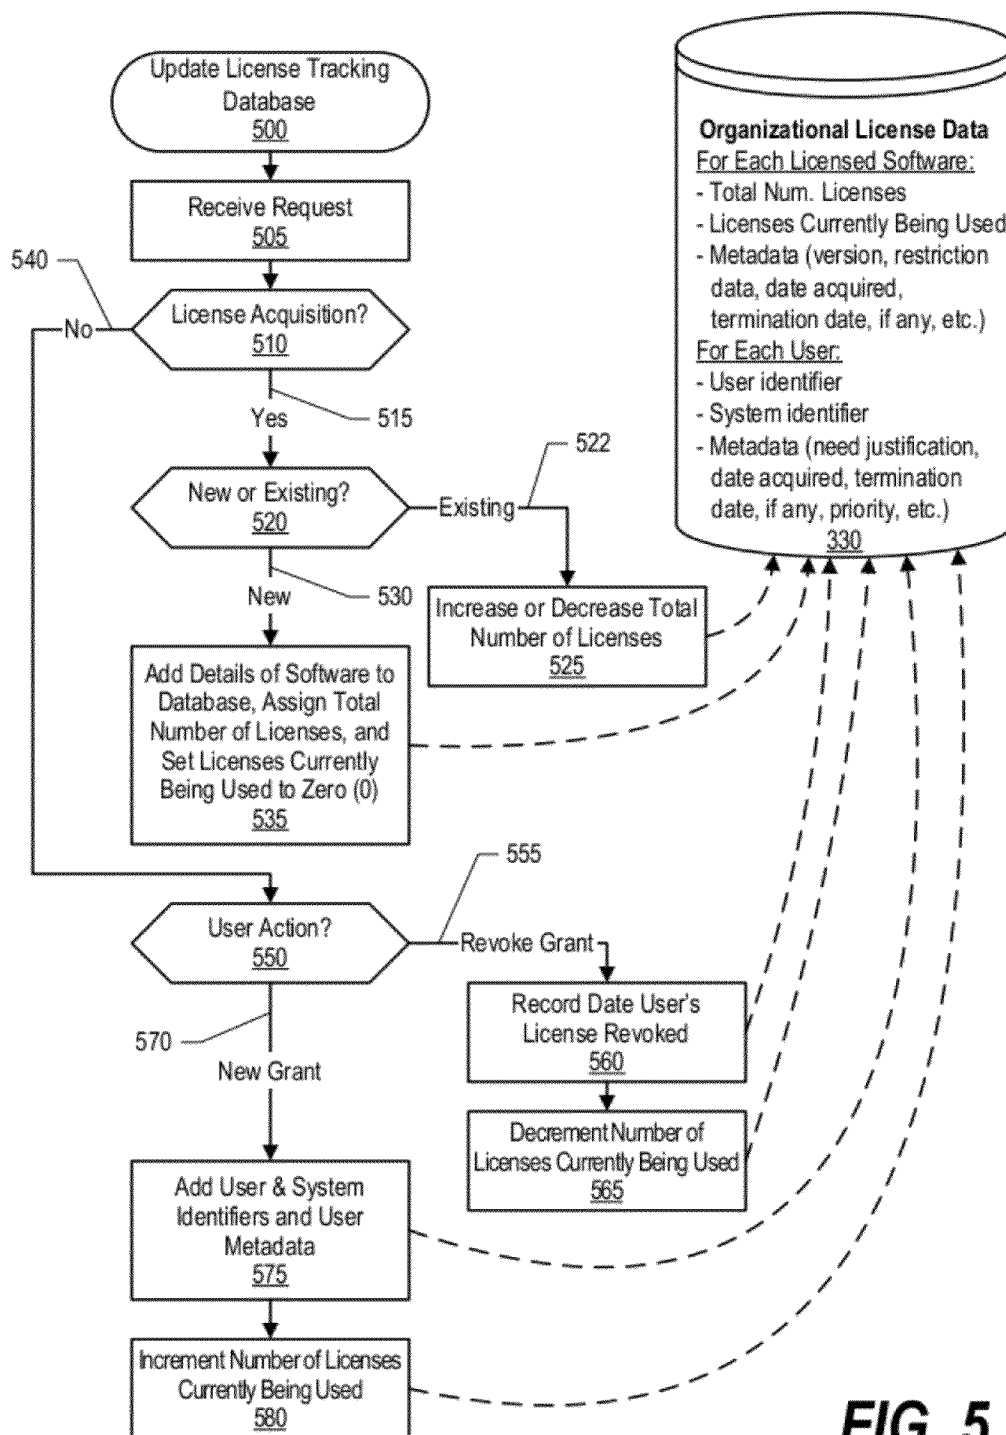 Update License Tracking
Database
500
Receive Request
505
540
License Acquisition?
510
No
515
Yes
New or Existing?
520
522
Existing
530
New
Increase or Decrease Total
Number of Licenses
525
Add Details of Software to
Database, Assign Total
Number of Licenses, and
Set Licenses Currently
Being Used to Zero (0)
535
555
User Action?
550
Revoke Grant
570
New Grant
Record Date User's
License Revoked
560
Decrement Number of
Licenses Currently Being Used
565
Add User & System
Identifiers and User
Metadata
575
Increment Number of Licenses
Currently Being Used
580
Organizational License Data
For Each Licensed Software:
- Total Num. Licenses
- Licenses Currently Being Used
- Metadata (version, restriction
data, date acquired,
termination date, if any, etc.)
For Each User:
- User identifier
- System identifier
- Metadata (need justification,
date acquired, termination
date, if any, priority, etc.)
330
FIG. 5